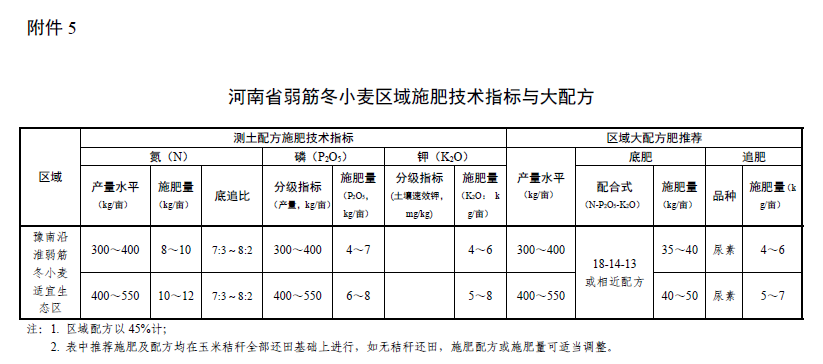 附件 5
河南省弱筋冬小麦区域施肥技术指标与大配方
区域 测土配方施肥技术指标 区域大配方肥推荐
氮（N） 磷（P₂O₅） 钾（K₂O） 底肥 追肥
产量水平（kg/亩） 施肥量（kg/亩） 底追比 分级指标（产量，kg/亩） 施肥量（P₂O₅，kg/亩） 分级指标（土壤速效钾，mg/kg） 施肥量（K₂O：kg/亩） 产量水平（kg/亩） 配合式（N-P₂O₅-K₂O） 施肥量（kg/亩） 品种 施肥量（kg/亩）
豫南沿淮弱筋冬小麦适宜生态区 300～400 8～10 7:3～8:2 300～400 4～7 4～6 300～400 18-14-13或相近配方 35～40 尿素 4～6
400～550 10～12 7:3～8:2 400～550 6～8 5～8 400～550 40～50 尿素 5～7
注：1. 区域配方以 45%计；
2. 表中推荐施肥及配方均在玉米秸秆全部还田基础上进行，如无秸秆还田，施肥配方或施肥量可适当调整。